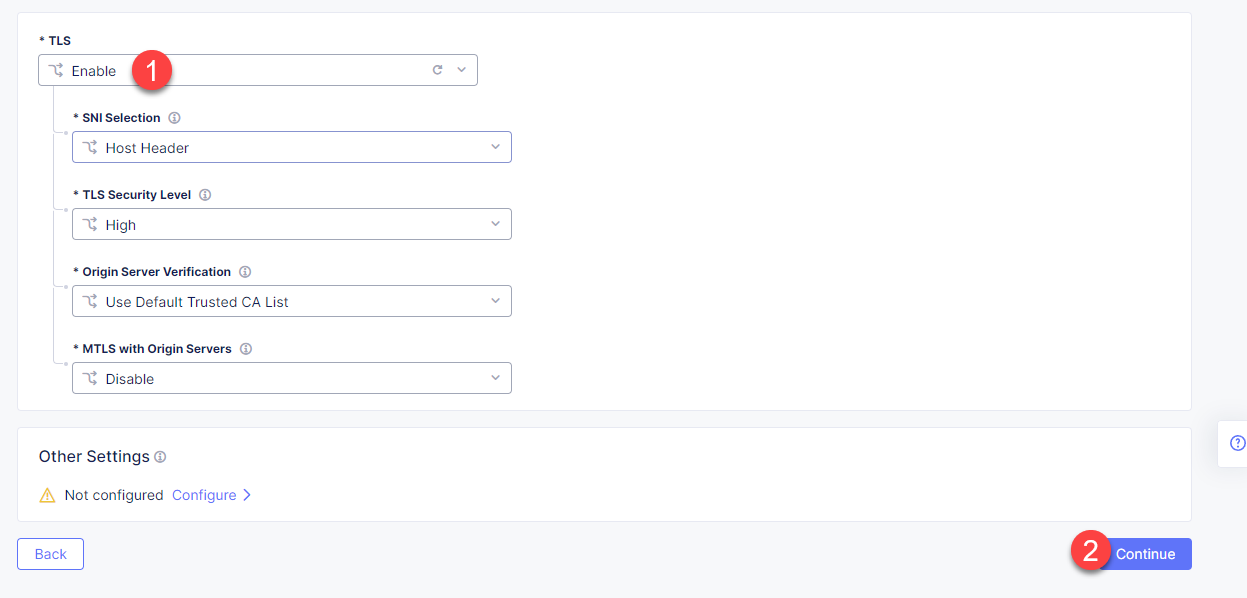 * TLS
Enable
1
* SNI Selection
Host Header
* TLS Security Level
High
* Origin Server Verification
Use Default Trusted CA List
* MTLS with Origin Servers
Disable
Other Settings
Not configured Configure
Back
2
Continue